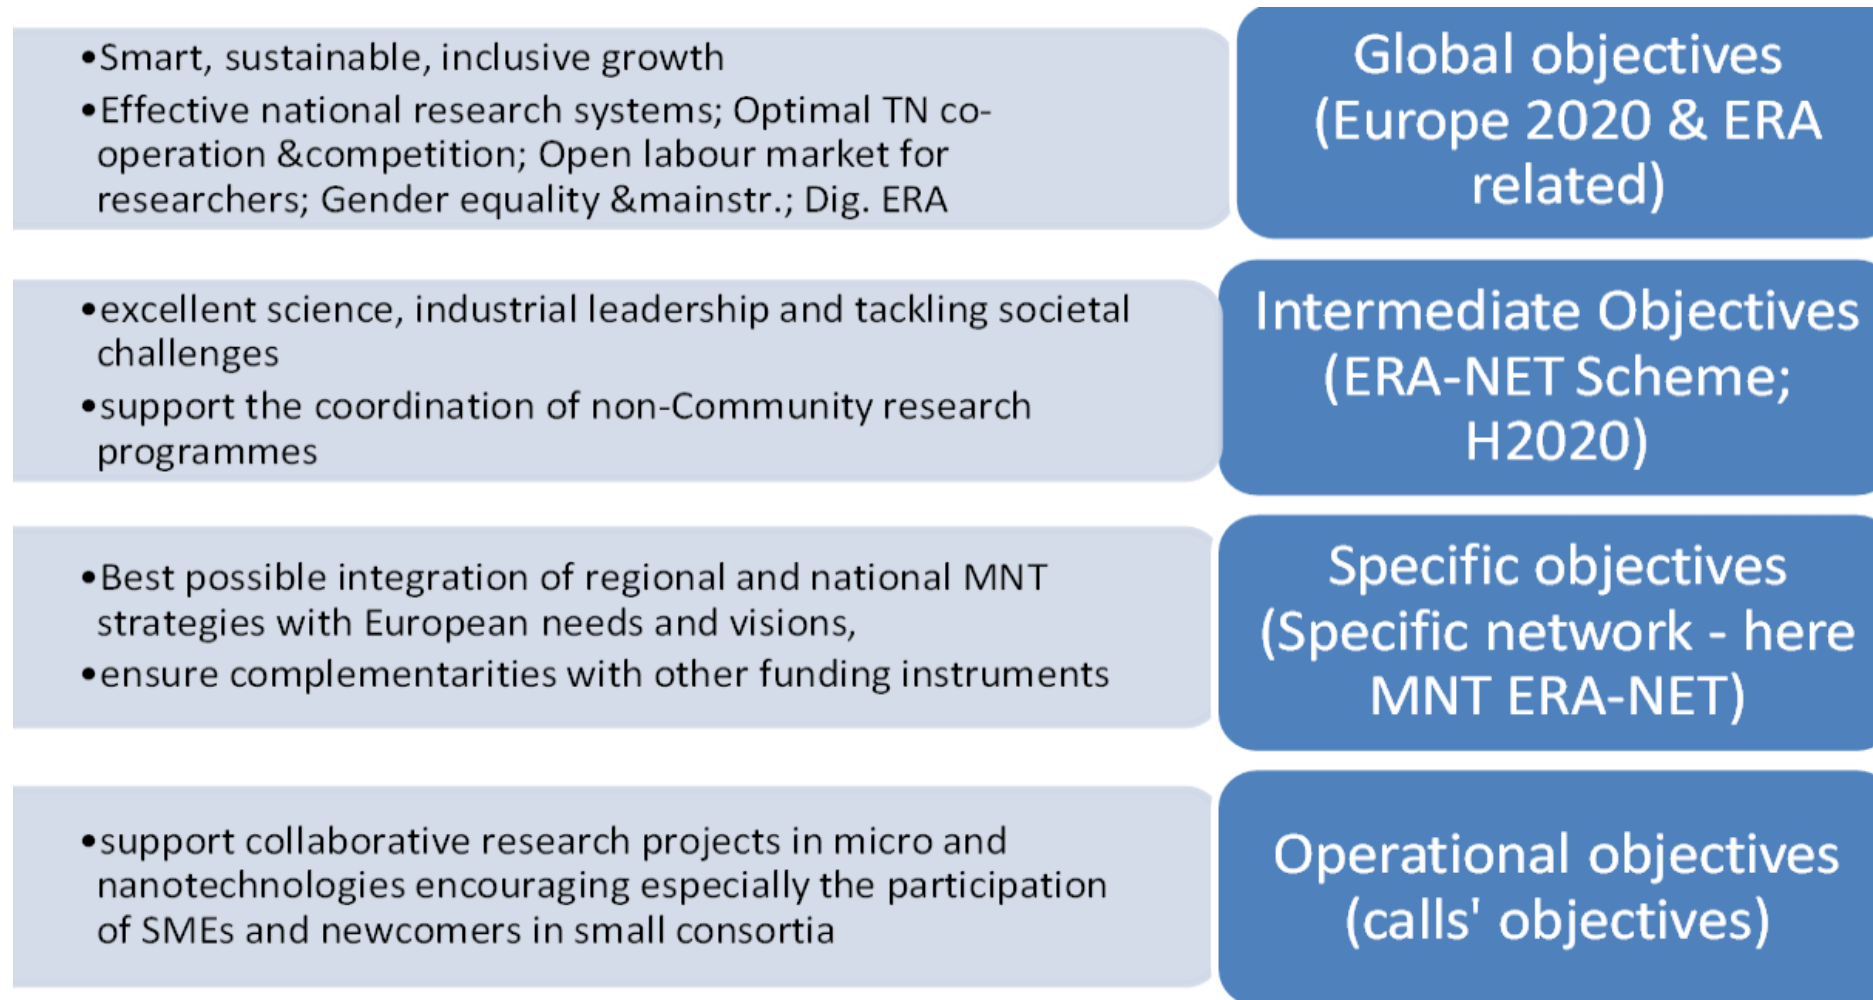 •Smart, sustainable, inclusive growth
•Effective national research systems; Optimal TN co-
operation &competition; Open labour market for
researchers; Gender equality &mainstr.; Dig. ERA
Global objectives
(Europe 2020 & ERA
related)
•excellent science, industrial leadership and tackling societal
challenges
•support the coordination of non-Community research
programmes
Intermediate Objectives
(ERA-NET Scheme;
H2020)
•Best possible integration of regional and national MNT
strategies with European needs and visions,
•ensure complementarities with other funding instruments
Specific objectives
(Specific network - here
MNT ERA-NET)
•support collaborative research projects in micro and
nanotechnologies encouraging especially the participation
of SMEs and newcomers in small consortia
Operational objectives
(calls' objectives)